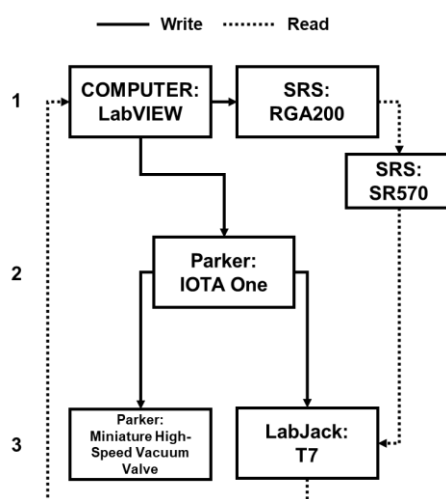 Write Read
1
COMPUTER:
LabVIEW
SRS:
RGA200
SRS:
SR570
2
Parker:
IOTA One
3
Parker:
Miniature High-
Speed Vacuum
Valve
LabJack:
T7